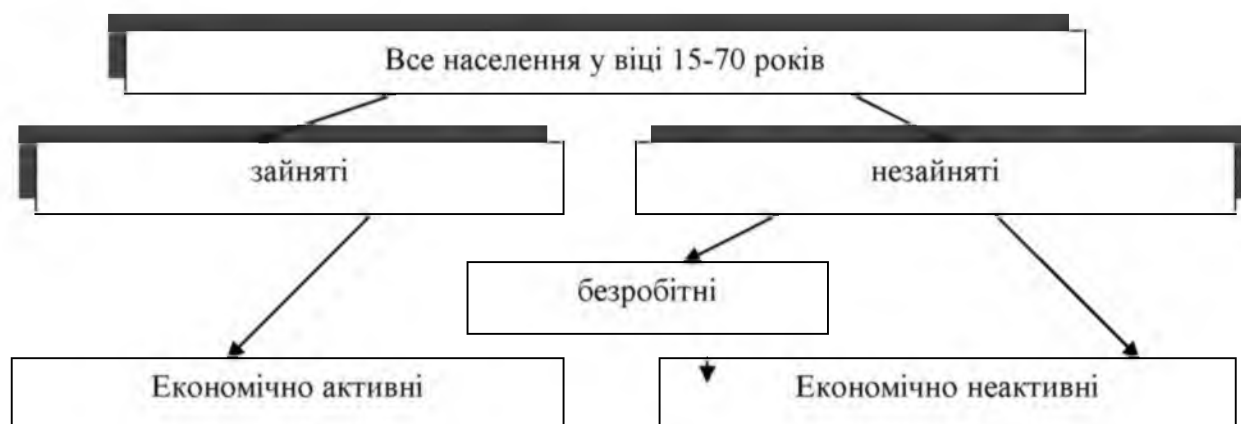 Все населення у віці 15-70 років
зайняті
незайняті
безробітні
Економічно активні
Економічно неактивні